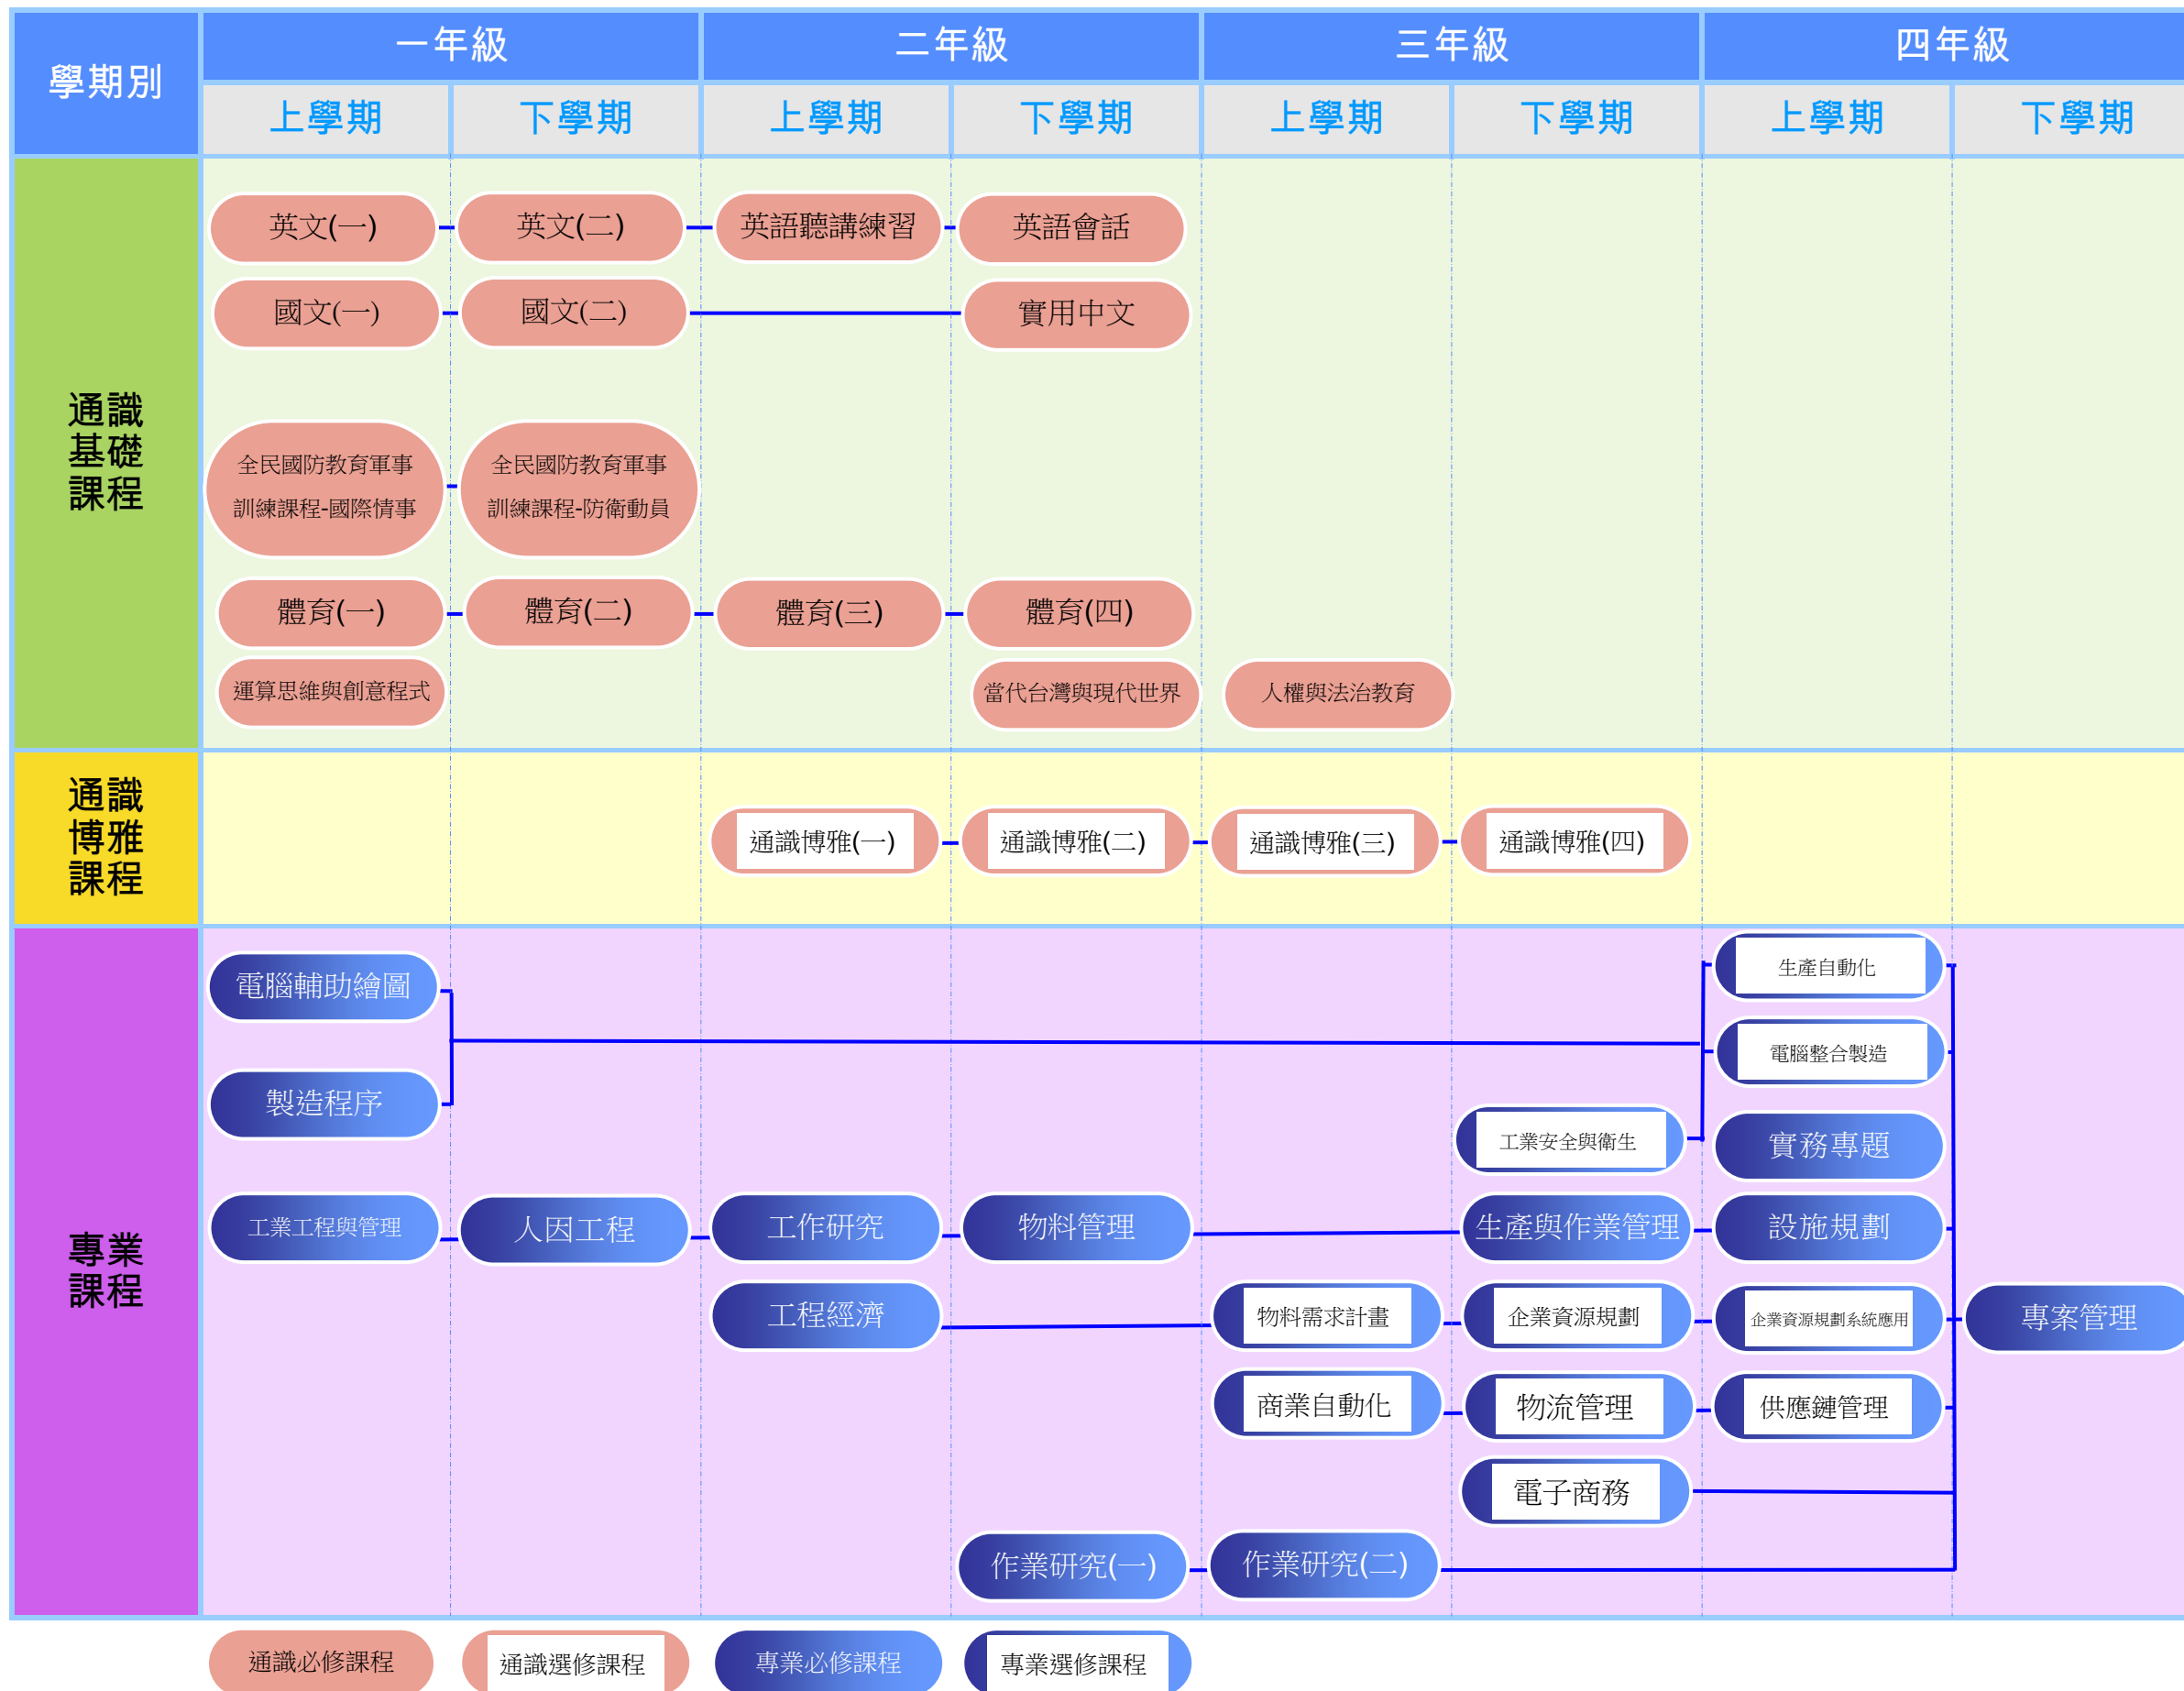 學期別
一年級
二年級
三年級
四年級
上學期
下學期
上學期
下學期
上學期
下學期
上學期
下學期
通識
基礎
課程
英文(一)
英文(二)
英語聽講練習
英語會話
國文(一)
國文(二)
實用中文
全民國防教育軍事
訓練課程-國際情事
全民國防教育軍事
訓練課程-防衛動員
體育(一)
體育(二)
體育(三)
體育(四)
運算思維與創意程式
當代台灣與現代世界
人權與法治教育
通識
博雅
課程
通識博雅(一)
通識博雅(二)
通識博雅(三)
通識博雅(四)
專業
課程
電腦輔助繪圖
生產自動化
電腦整合製造
製造程序
工業安全與衛生
實務專題
工業工程與管理
人因工程
工作研究
物料管理
生產與作業管理
設施規劃
工程經濟
物料需求計畫
企業資源規劃
企業資源規劃系統應用
專案管理
商業自動化
物流管理
供應鏈管理
電子商務
作業研究(一)
作業研究(二)
通識必修課程
通識選修課程
專業必修課程
專業選修課程